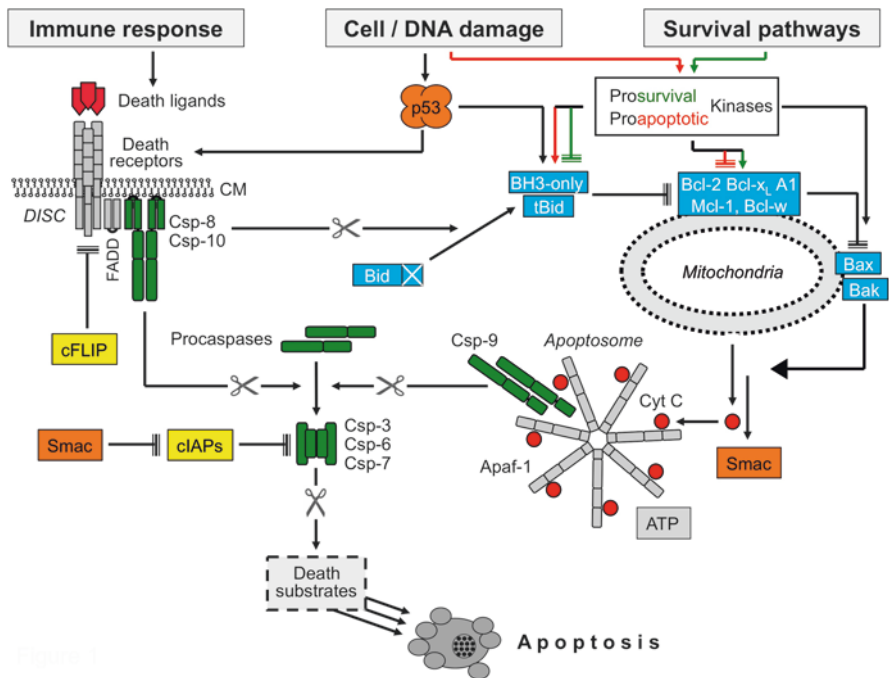 Immune response
Cell / DNA damage
Survival pathways
Death ligands
p53
Prosurvival
Proapoptotic
Kinases
Death
receptors
CM
DISC
FADD
Csp-8
Csp-10
BH3-only
tBid
Bcl-2 Bcl-xL A1
Mcl-1, Bcl-w
Bid
Mitochondria
Bax
Bak
cFLIP
Procaspases
Csp-9
Apoptosome
Cyt C
Smac
cIAPs
Csp-3
Csp-6
Csp-7
Apaf-1
Smac
ATP
Death
substrates
Apoptosis